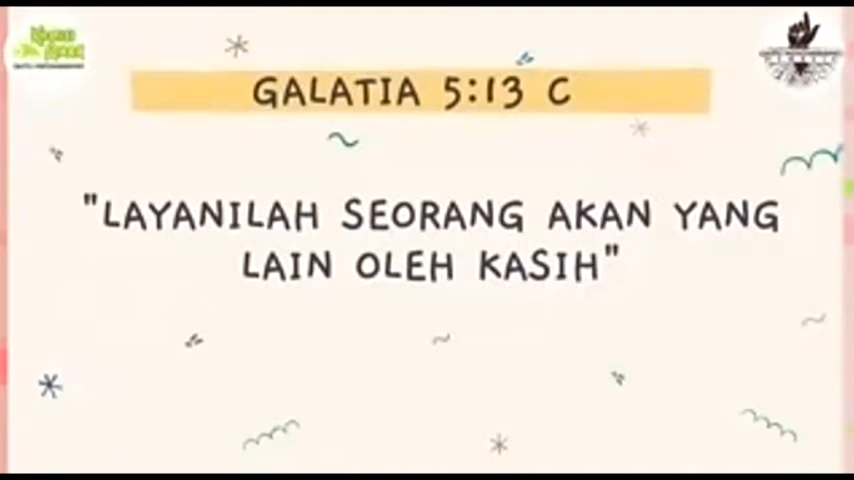 GALATIA 5:13 C
"LAYANILAH SEORANG AKAN YANG
LAIN OLEH KASIH"